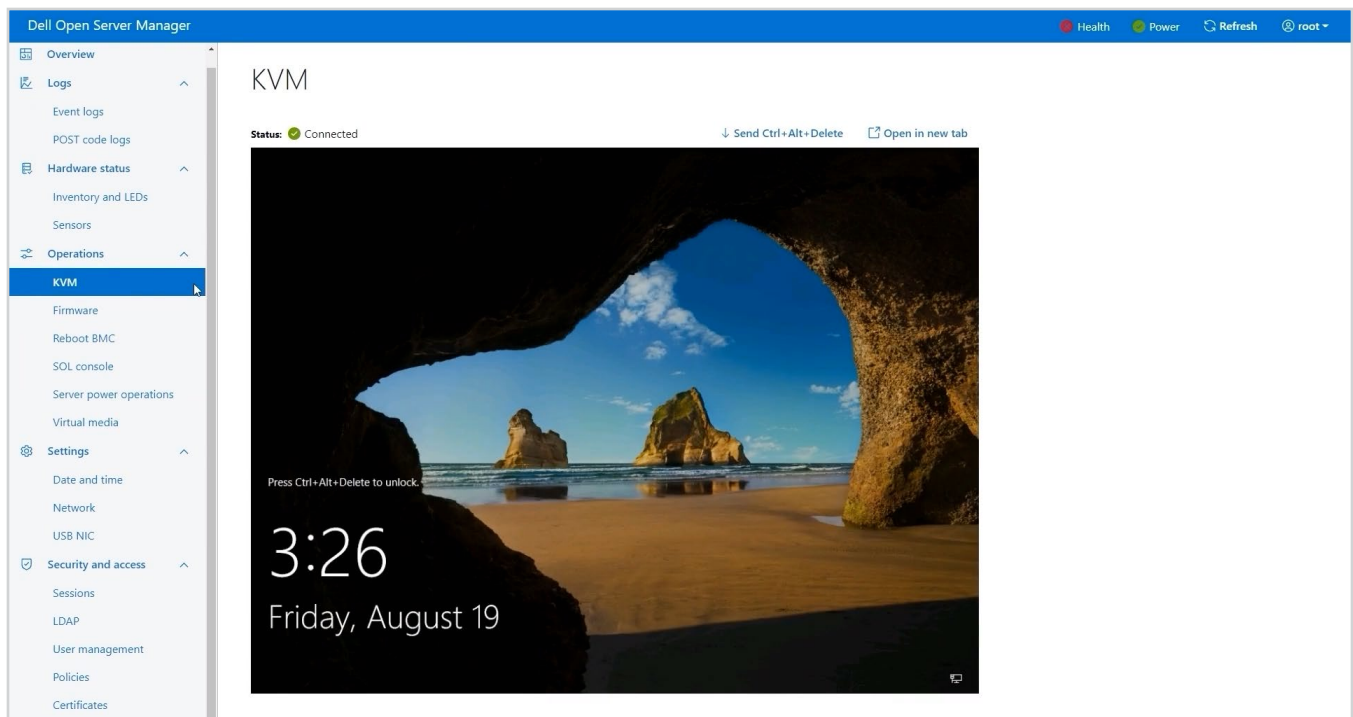 Dell Open Server Manager
Health
Power
Refresh
root
Overview
Logs
Event logs
POST code logs
Hardware status
Inventory and LEDs
Sensors
Operations
KVM
Firmware
Reboot BMC
SOL console
Server power operations
Virtual media
Settings
Date and time
Network
USB NIC
Security and access
Sessions
LDAP
User management
Policies
Certificates
KVM
Status: Connected
Send Ctrl+Alt+Delete
Open in new tab
Press Ctrl+Alt+Delete to unlock.
3:26
Friday, August 19